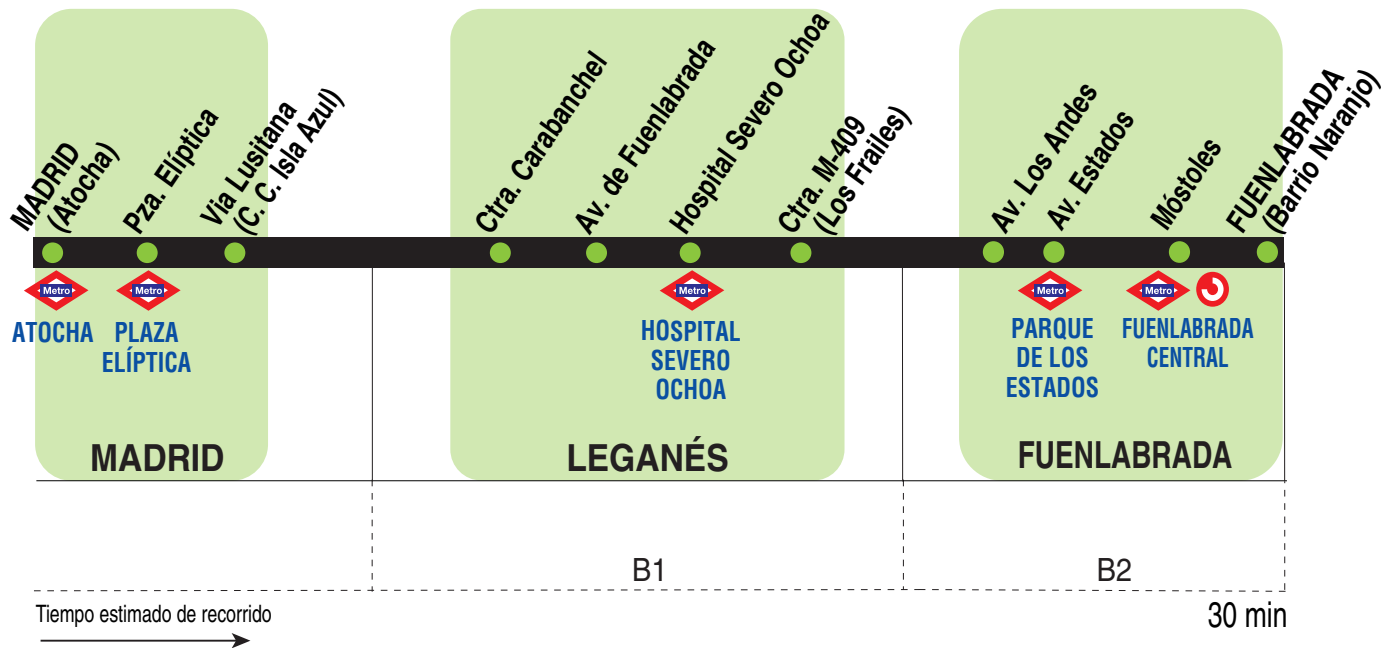 MADRID
(Atocha)
Pza. Elíptica
Via Lusitana
(C. C. Isla Azul)
Ctra. Carabanchel
Av. de Fuenlabrada
Hospital Severo Ochoa
Ctra. M-409
(Los Frailes)
Av. Los Andes
Av. Estados
Móstoles
FUENLABRADA
(Barrio Naranjo)
Metro
ATOCHA
Metro
PLAZA
ELÍPTICA
Metro
HOSPITAL
SEVERO
OCHOA
Metro
PARQUE
DE LOS
ESTADOS
Metro
FUENLABRADA
CENTRAL
MADRID
LEGANÉS
FUENLABRADA
B1
B2
Tiempo estimado de recorrido
30 min